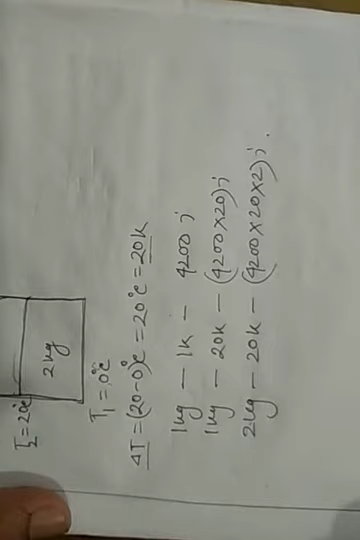 T₂ = 20°C
2kg
T₁ = 0°C
ΔT = (20-0)°C = 20°C = 20K
1kg - 1K - 4200 j
1kg - 20K - (4200×20) j
2kg - 20K - (4200×20×2) j.